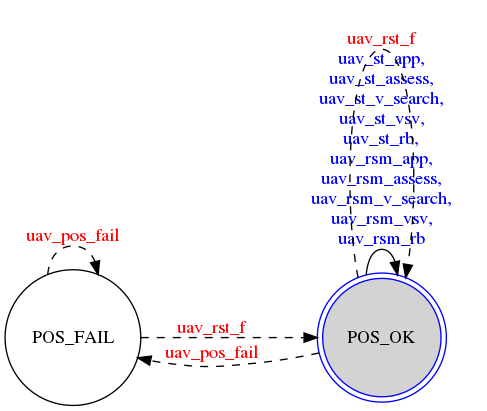 uav_rst_f
uav_st_app,
uav_st_assess,
uav_st_v_search,
uav_st_vsv,
uav_st_rb,
uav_rsm_app,
uav_rsm_assess,
uav_rsm_v_search,
uav_rsm_vsv,
uav_rsm_rb
uav_pos_fail
POS_FAIL
uav_rst_f
uav_pos_fail
POS_OK